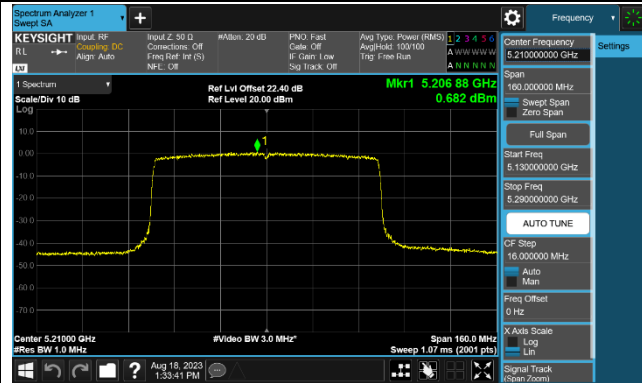 Spectrum Analyzer 1
Swept SA
Frequency
KEYSIGHT
RL
LXI
Input: RF
Coupling: DC
Align: Auto
Input Z: 50 Ω
Corrections: Off
Freq Ref: Int (S)
NFE: Off
#Atten: 20 dB
PNO: Fast
Gate: Off
IF Gain: Low
Sig Track: Off
Avg Type: Power (RMS)
Avg|Hold: 100/100
Trig: Free Run
1 2 3 4 5 6
A W W W W W
A N N N N N
1 Spectrum
Scale/Div 10 dB
Log
Ref Lvl Offset 22.40 dB
Ref Level 20.00 dBm
Mkr1 5.206 88 GHz
0.682 dBm
1
10.0
0.00
-10.0
-20.0
-30.0
-40.0
-50.0
-60.0
-70.0
Center 5.21000 GHz
#Res BW 1.0 MHz
#Video BW 3.0 MHz*
Span 160.0 MHz
Sweep 1.07 ms (2001 pts)
Aug 18, 2023
1:33:41 PM
Settings
Center Frequency
5.210000000 GHz
Span
160.000000 MHz
Swept Span
Zero Span
Full Span
Start Freq
5.130000000 GHz
Stop Freq
5.290000000 GHz
AUTO TUNE
CF Step
16.000000 MHz
Auto
Man
Freq Offset
0 Hz
X Axis Scale
Log
Lin
Signal Track
(Span Zoom)